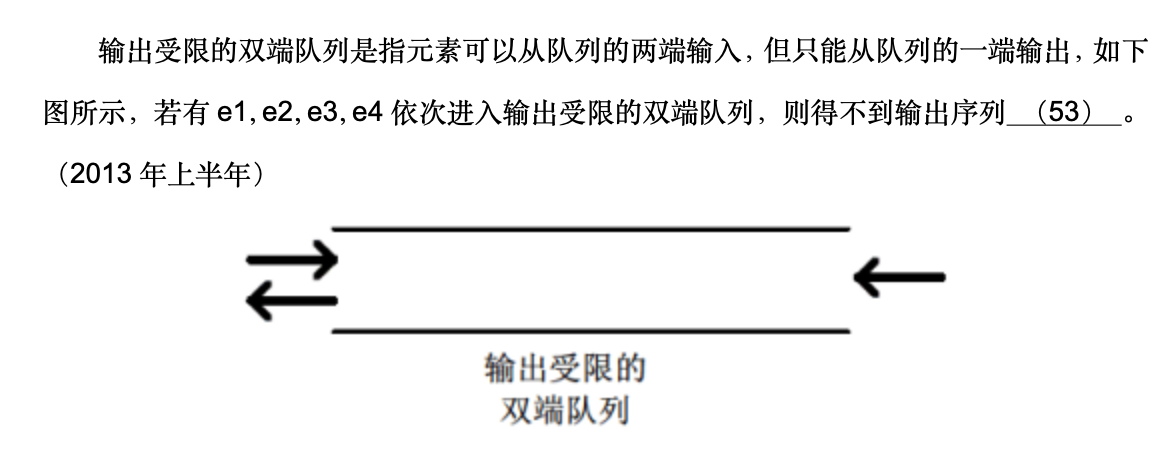 输出受限的双端队列是指元素可以从队列的两端输入，但只能从队列的一端输出，如下
图所示，若有 e1, e2, e3, e4 依次进入输出受限的双端队列，则得不到输出序列__（53）__。
（2013 年上半年）
输出受限的
双端队列